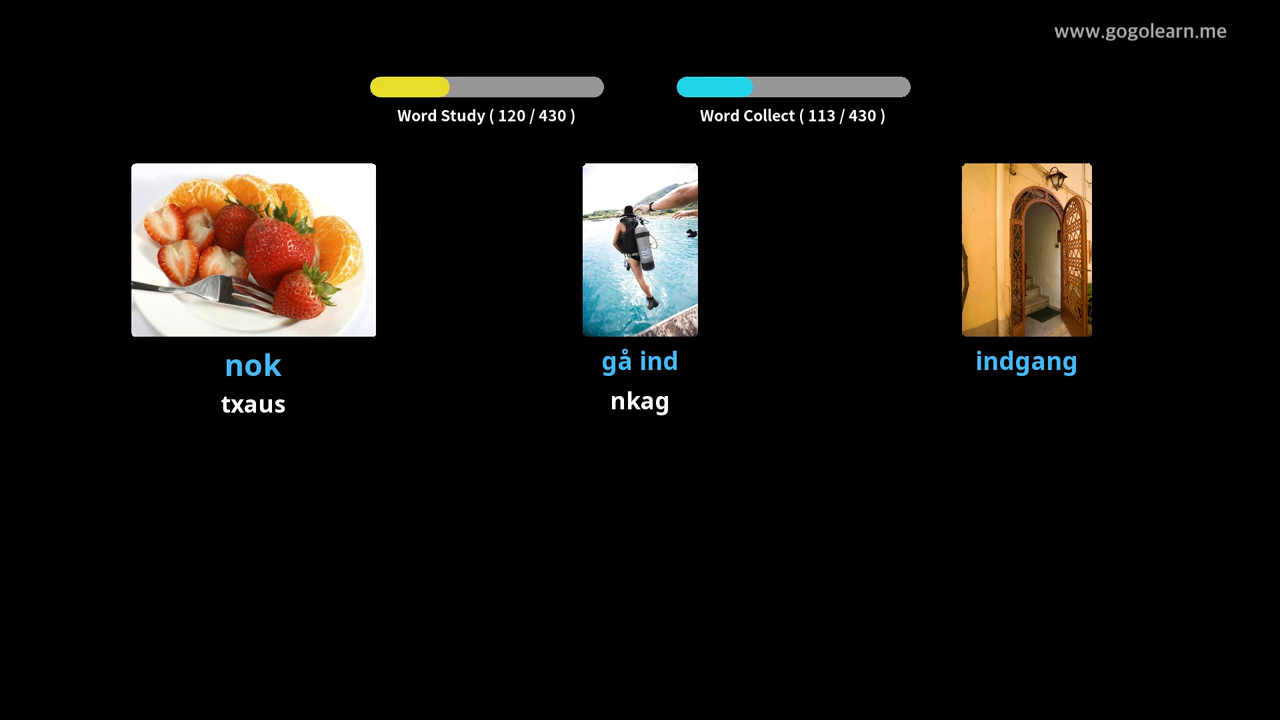 www.gogolearn.me
Word Study ( 120 / 430 )
Word Collect ( 113 / 430 )
nok
txaus
gå ind
nkag
indgang